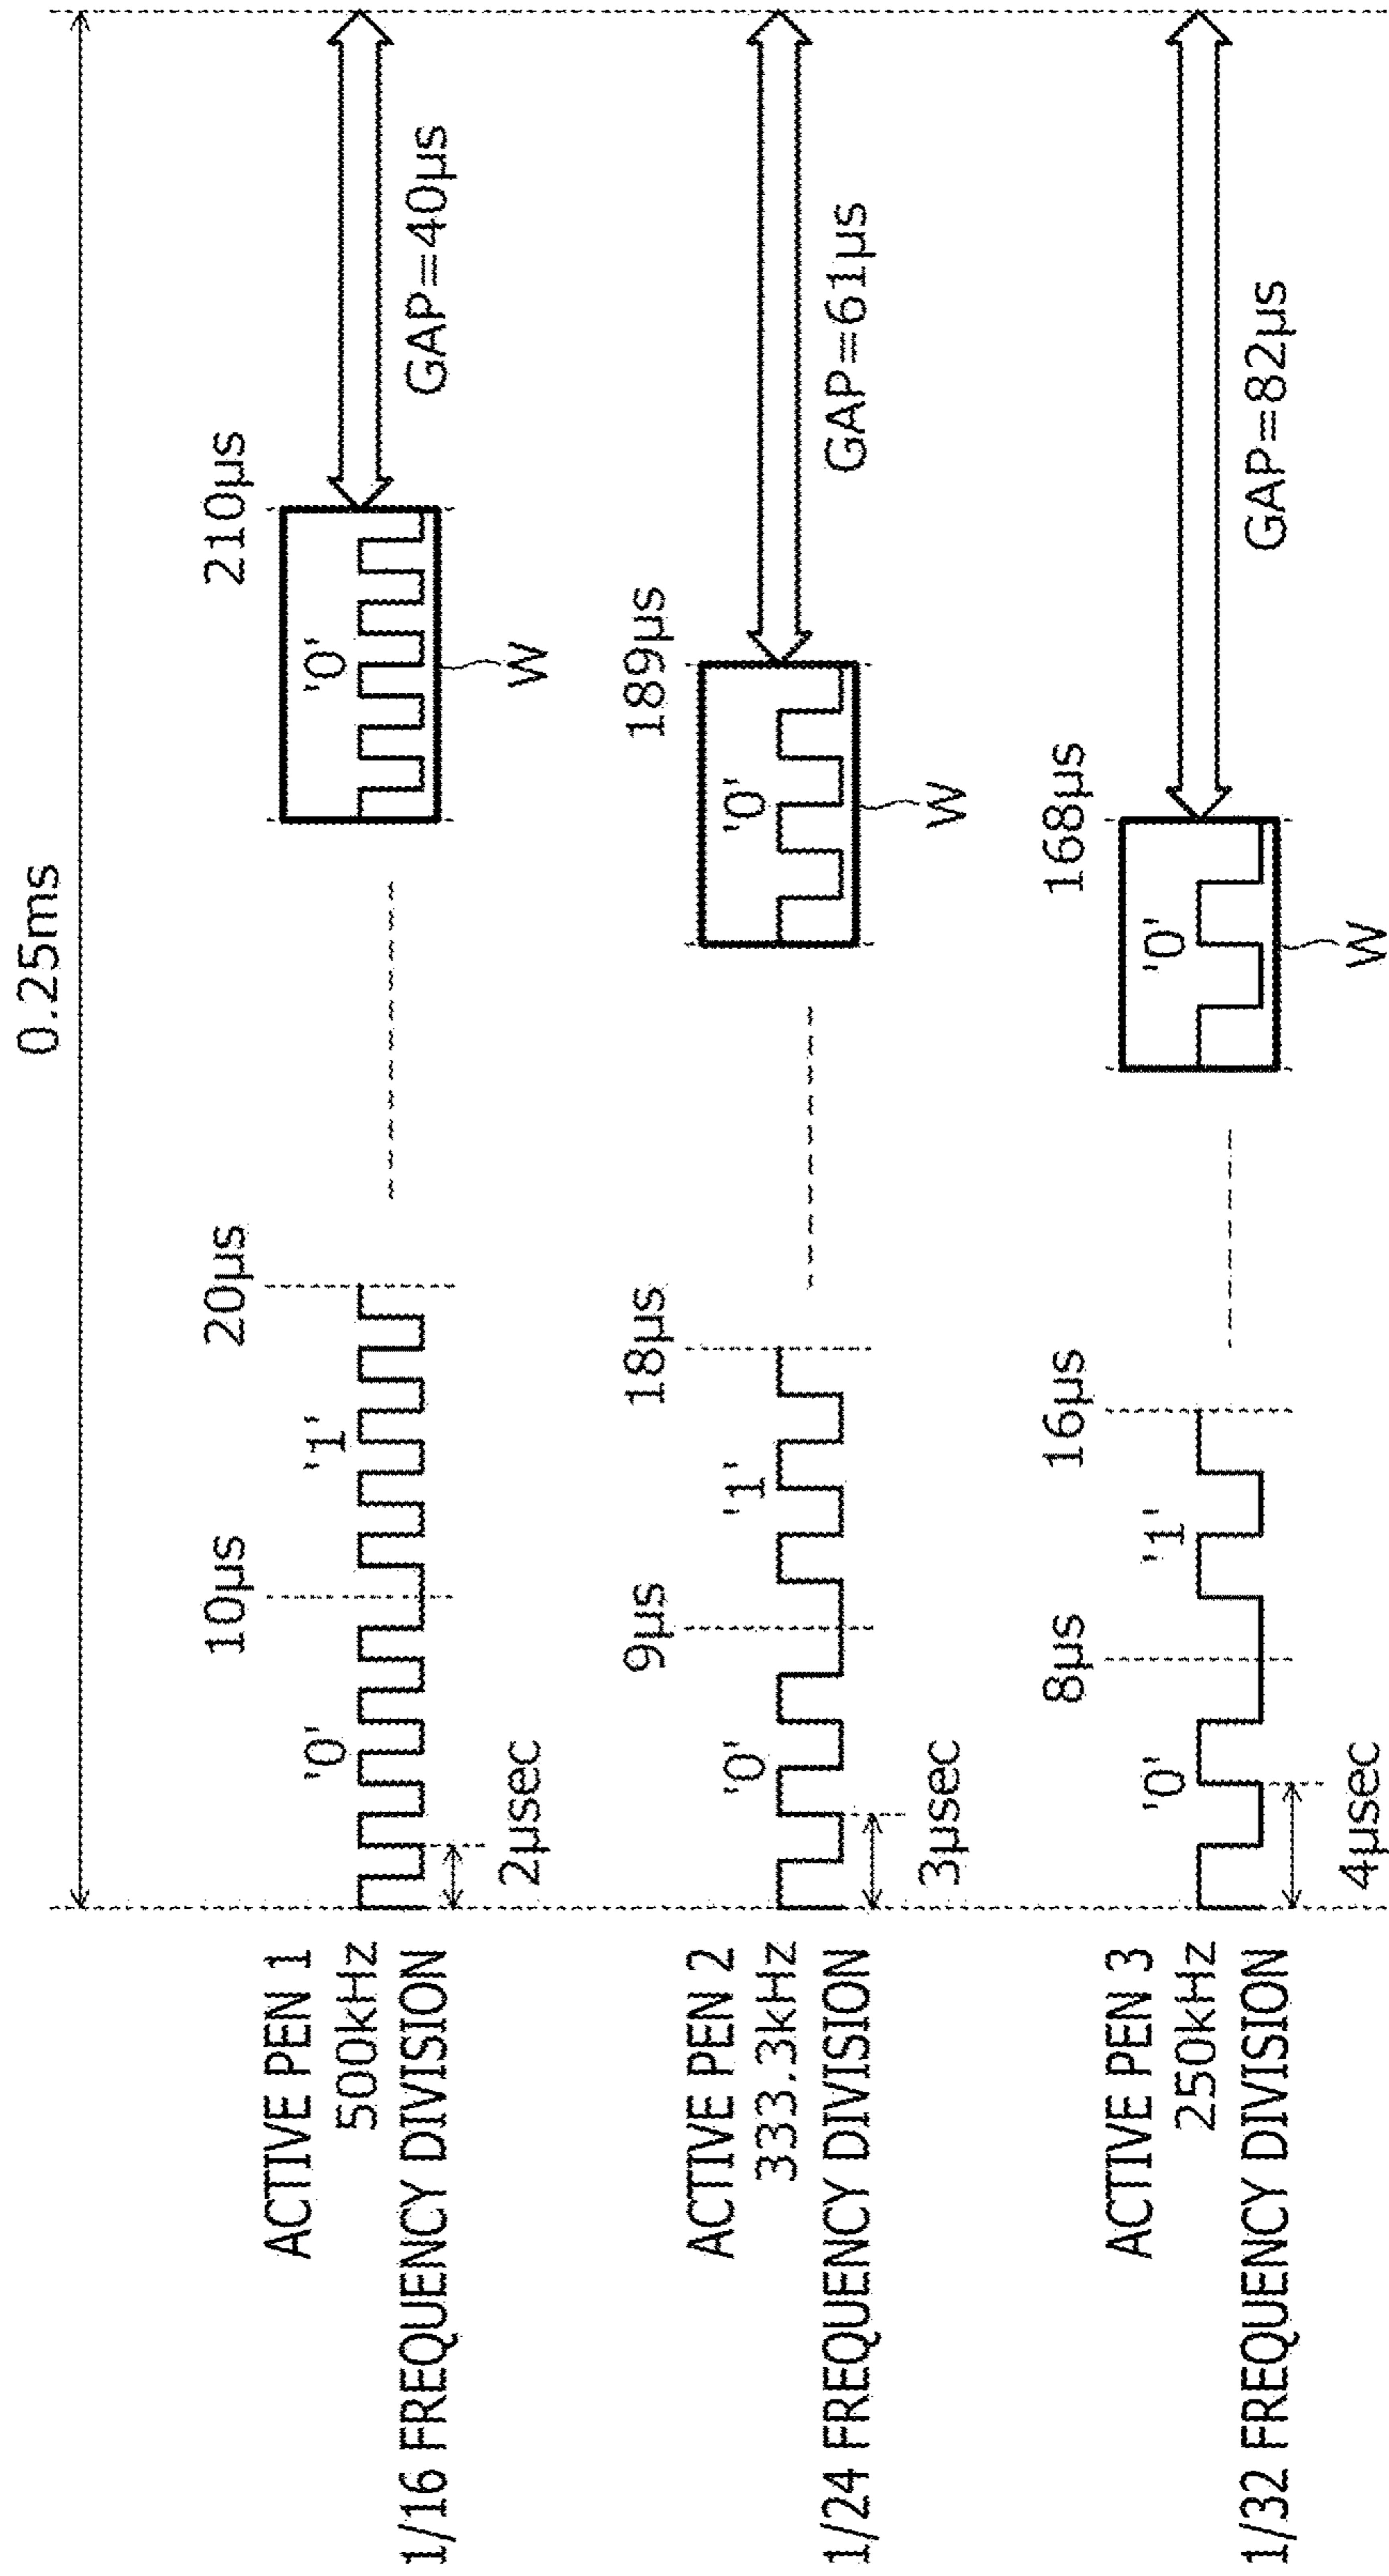 0.25ms
ACTIVE PEN 1
500kHz
1/16 FREQUENCY DIVISION
'0'
10µs
'1'
20µs
'0'
210µs
2µsec
W
GAP=40µs
ACTIVE PEN 2
333.3kHz
1/24 FREQUENCY DIVISION
'0'
9µs
'1'
18µs
'0'
189µs
3µsec
W
GAP=61µs
ACTIVE PEN 3
250kHz
1/32 FREQUENCY DIVISION
'0'
8µs
'1'
16µs
'0'
168µs
4µsec
W
GAP=82µs